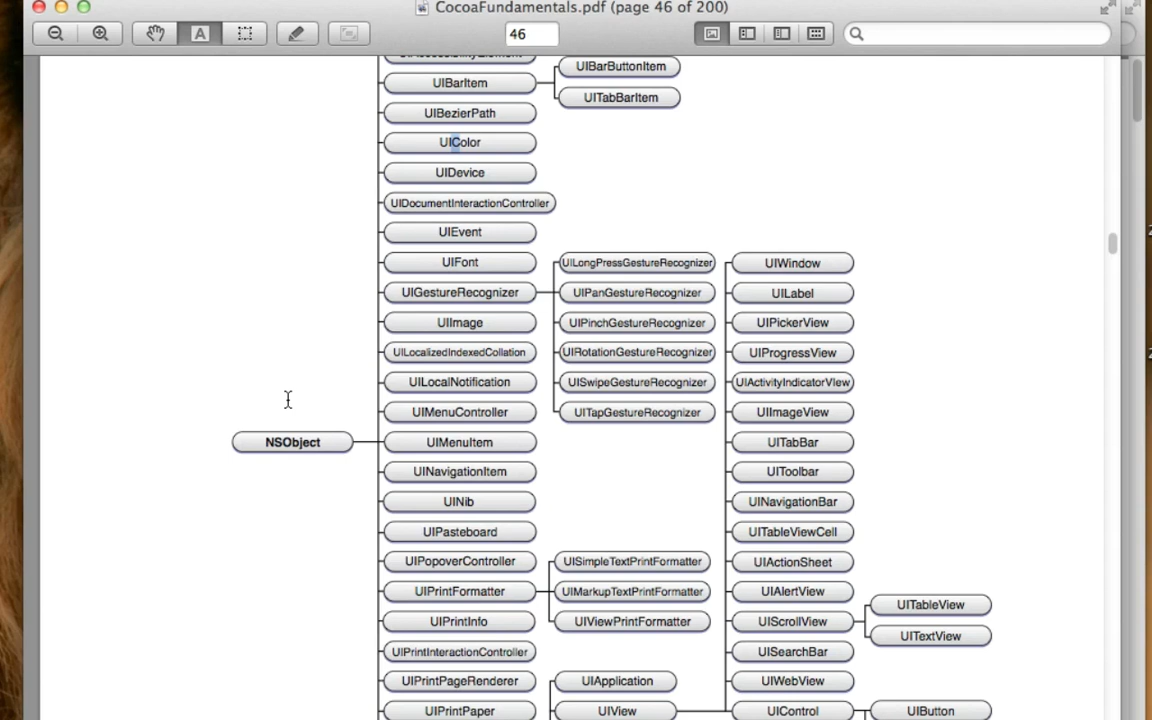 CocoaFundamentals.pdf (page 46 of 200)
A
46
UIAccessibilityElement
UIBarButtonItem
UIBarItem
UITabBarItem
UIBezierPath
UIColor
UIDevice
UIDocumentInteractionController
UIEvent
UIFont
UILongPressGestureRecognizer
UIWindow
UIGestureRecognizer
UIPanGestureRecognizer
UILabel
UIImage
UIPinchGestureRecognizer
UIPickerView
UILocalizedIndexedCollation
UIRotationGestureRecognizer
UIProgressView
UILocalNotification
UISwipeGestureRecognizer
UIActivityIndicatorView
UIMenuController
UITapGestureRecognizer
UIImageView
NSObject
UIMenuItem
UITabBar
UINavigationItem
UIToolbar
UINib
UINavigationBar
UIPasteboard
UITableViewCell
UIPopoverController
UISimpleTextPrintFormatter
UIActionSheet
UIPrintFormatter
UIMarkupTextPrintFormatter
UIAlertView
UITableView
UIPrintInfo
UIViewPrintFormatter
UIScrollView
UITextView
UIPrintInteractionController
UISearchBar
UIPrintPageRenderer
UIApplication
UIWebView
UIPrintPaper
UIView
UIControl
UIButton